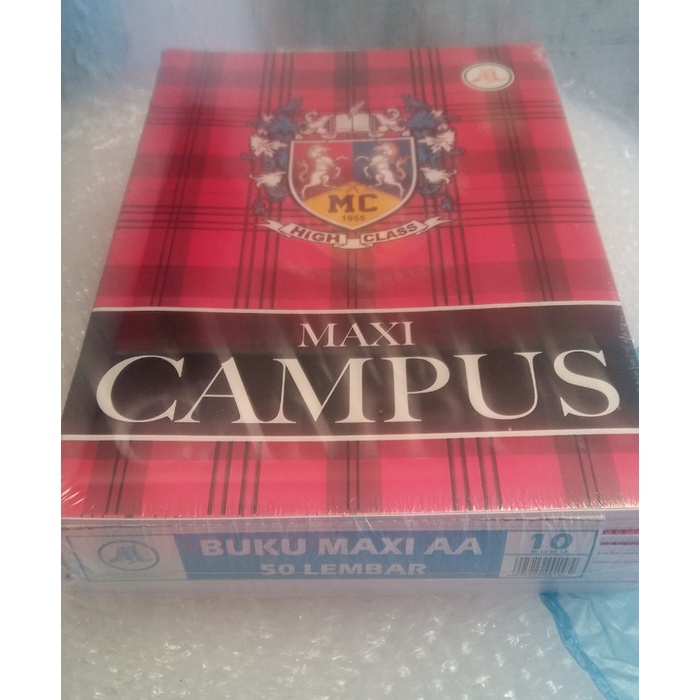 MC
1955
HIGH CLASS
MAXI
CAMPUS
BUKU MAXI AA
50 LEMBAR
10